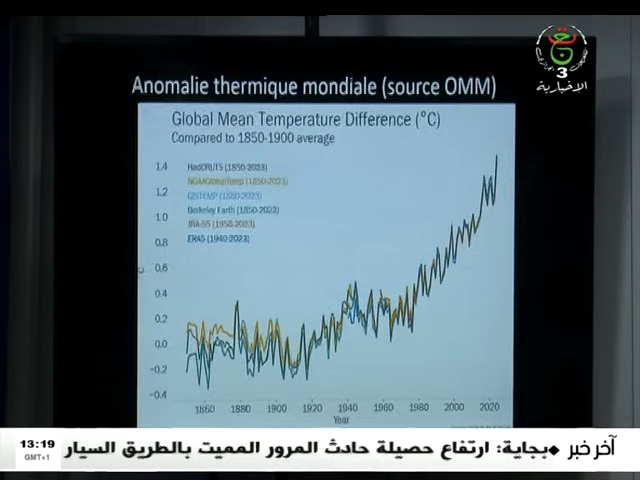 3
الإخبارية
Anomalie thermique mondiale (source OMM)
Global Mean Temperature Difference (°C)
Compared to 1850-1900 average
HadCRUT5 (1850-2023)
NOAAGlobalTemp (1850-2023)
GISTEMP (1880-2023)
Berkeley Earth (1850-2023)
JRA-55 (1958-2023)
ERA5 (1940-2023)
1.4
1.2
1.0
0.8
0.6
0.4
0.2
0.0
−0.2
−0.4
°C
1860 1880 1900 1920 1940 1960 1980 2000 2020
Year
13:19
GMT+1
آخر خبر
بجاية: ارتفاع حصيلة حادث المرور المميت بالطريق السيار